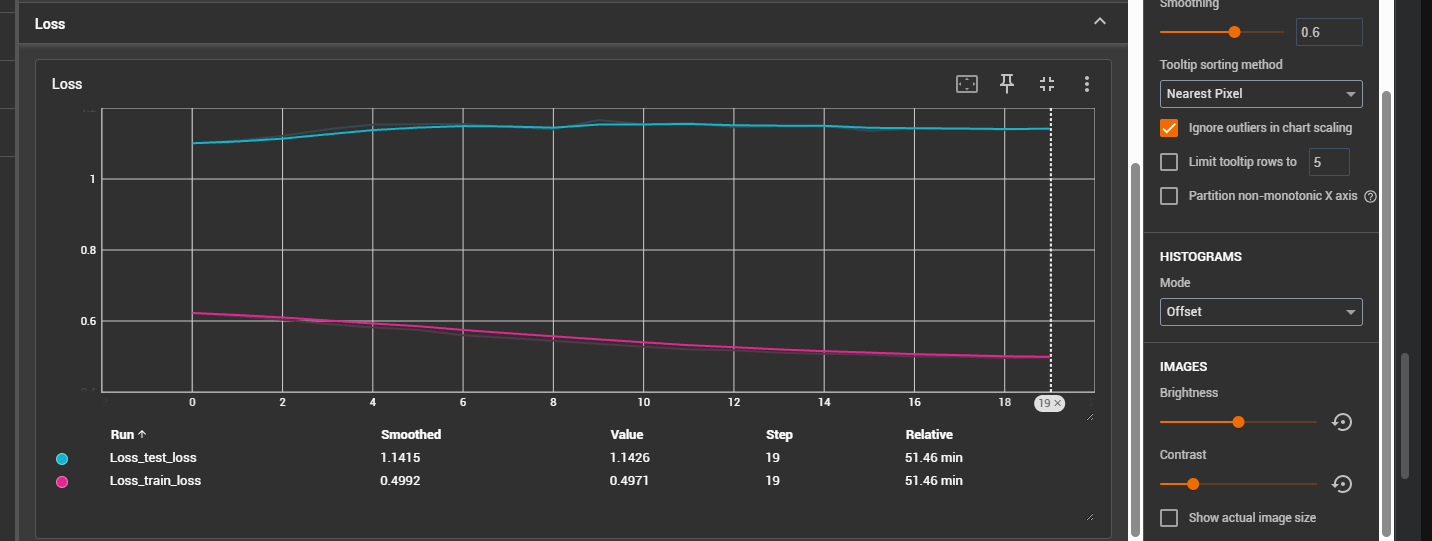 Loss
Loss
1
0.8
0.6
0 2 4 6 8 10 12 14 16 18 19
Run Smoothed Value Step Relative
Loss_test_loss 1.1415 1.1426 19 51.46 min
Loss_train_loss 0.4992 0.4971 19 51.46 min
Smoothing
0.6
Tooltip sorting method
Nearest Pixel
Ignore outliers in chart scaling
Limit tooltip rows to 5
Partition non-monotonic X axis
HISTOGRAMS
Mode
Offset
IMAGES
Brightness
Contrast
Show actual image size